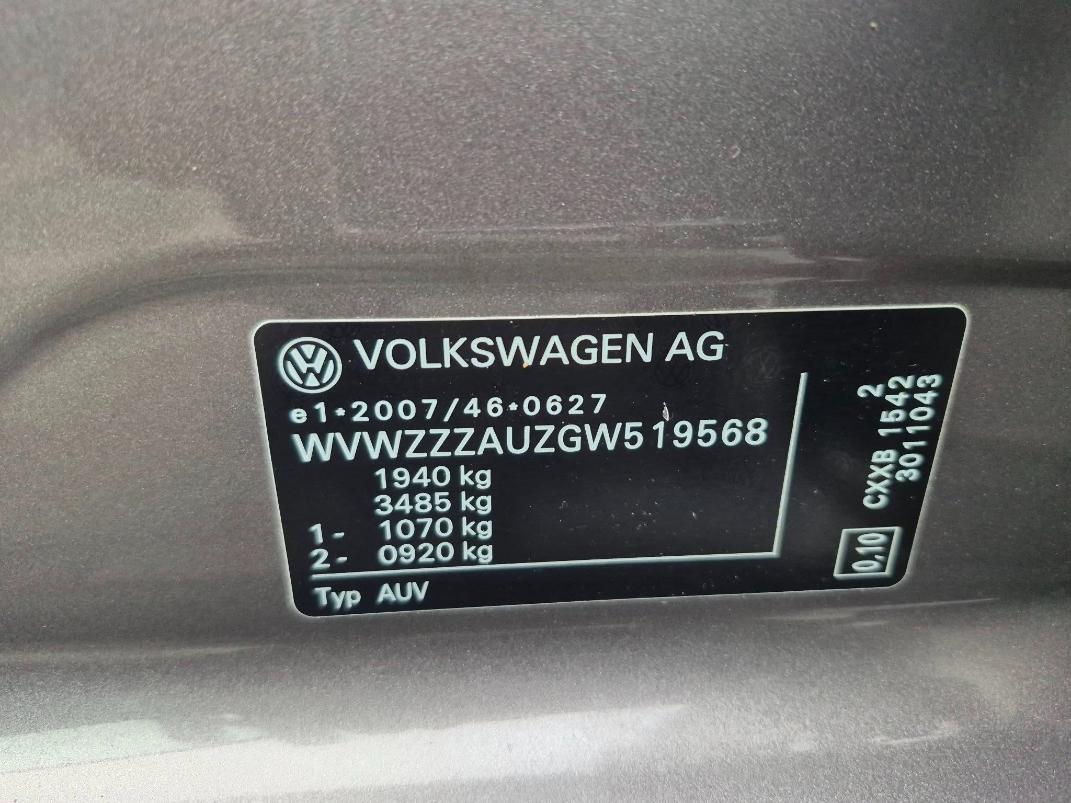 VOLKSWAGEN AG
e1*2007/46*0627
WVWZZZAUZGW519568
1940 kg
3485 kg
1- 1070 kg
2- 0920 kg
Typ AUV
2
CXXB 1542
3011043
0,10